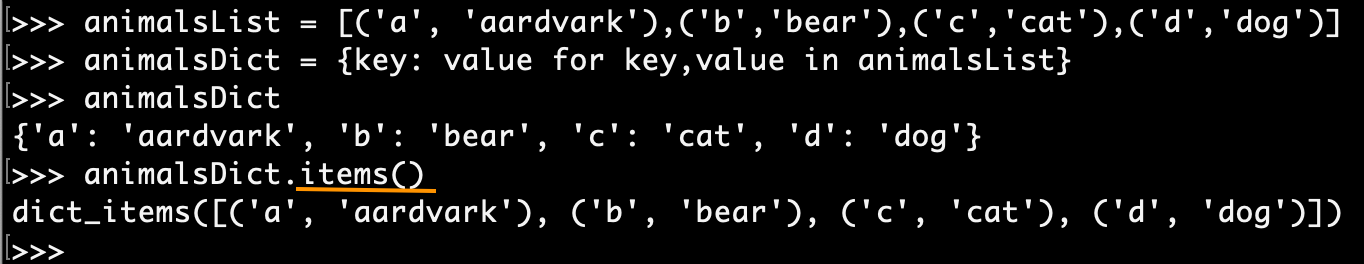 >>> animalsList = [('a', 'aardvark'),('b','bear'),('c','cat'),('d','dog')]
>>> animalsDict = {key: value for key,value in animalsList}
>>> animalsDict
{'a': 'aardvark', 'b': 'bear', 'c': 'cat', 'd': 'dog'}
>>> animalsDict.items()
dict_items([('a', 'aardvark'), ('b', 'bear'), ('c', 'cat'), ('d', 'dog')])
>>>